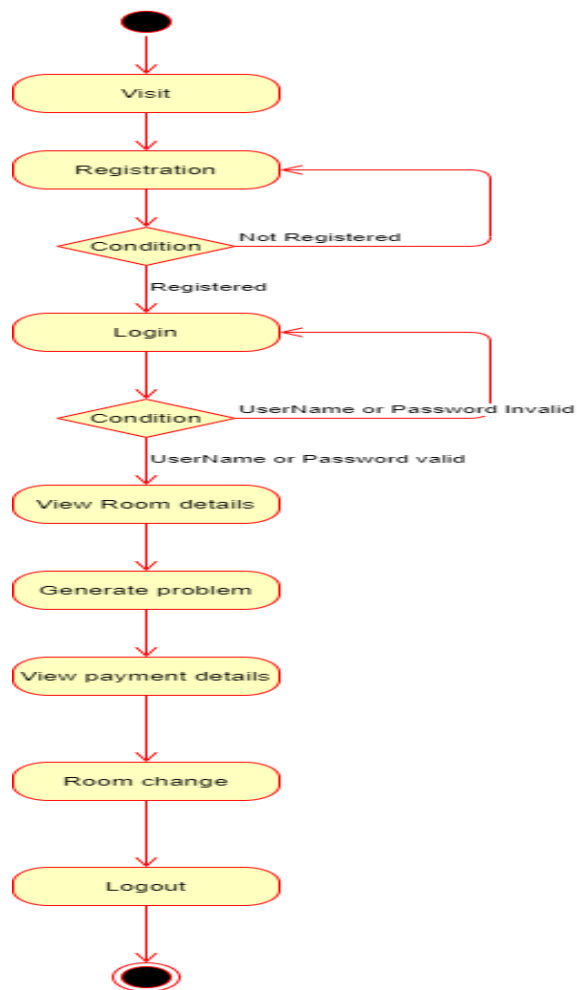 Visit
Registration
Condition
Not Registered
Registered
Login
Condition
UserName or Password Invalid
UserName or Password valid
View Room details
Generate problem
View payment details
Room change
Logout